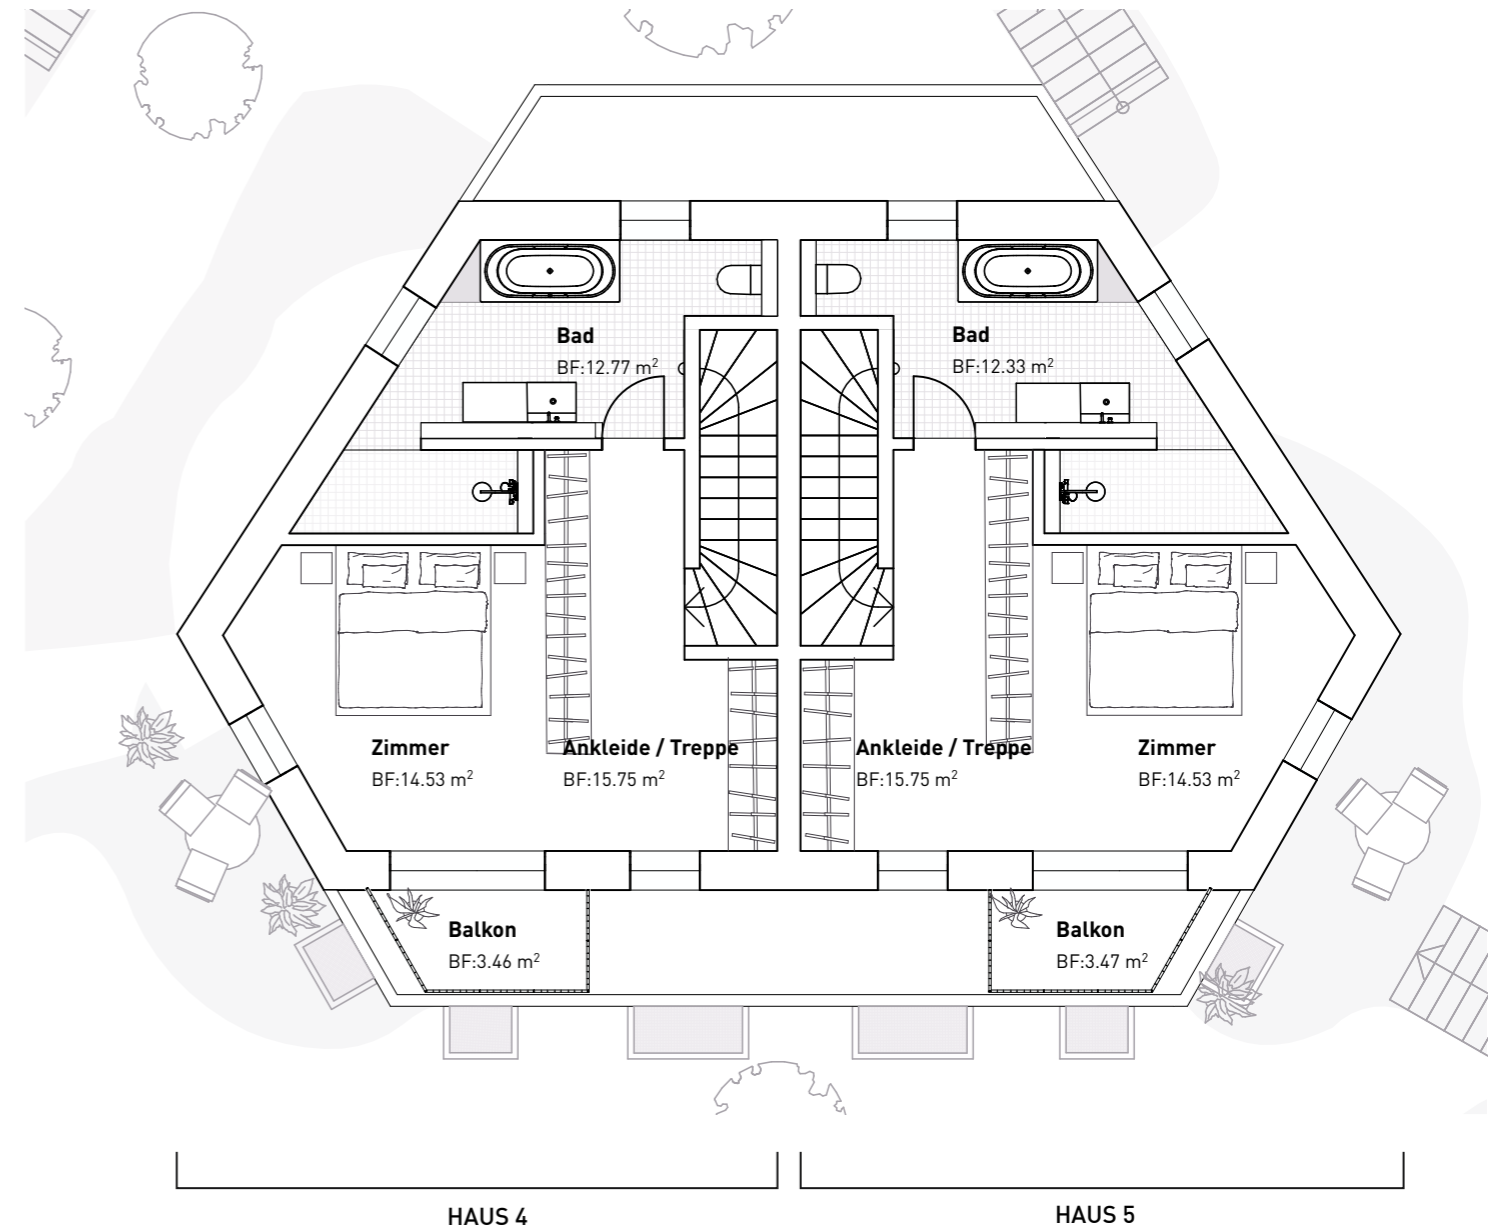 Bad
BF:12.77 m²
Bad
BF:12.33 m²
Zimmer
BF:14.53 m²
Ankleide / Treppe
BF:15.75 m²
Ankleide / Treppe
BF:15.75 m²
Zimmer
BF:14.53 m²
Balkon
BF:3.46 m²
Balkon
BF:3.47 m²
HAUS 4
HAUS 5